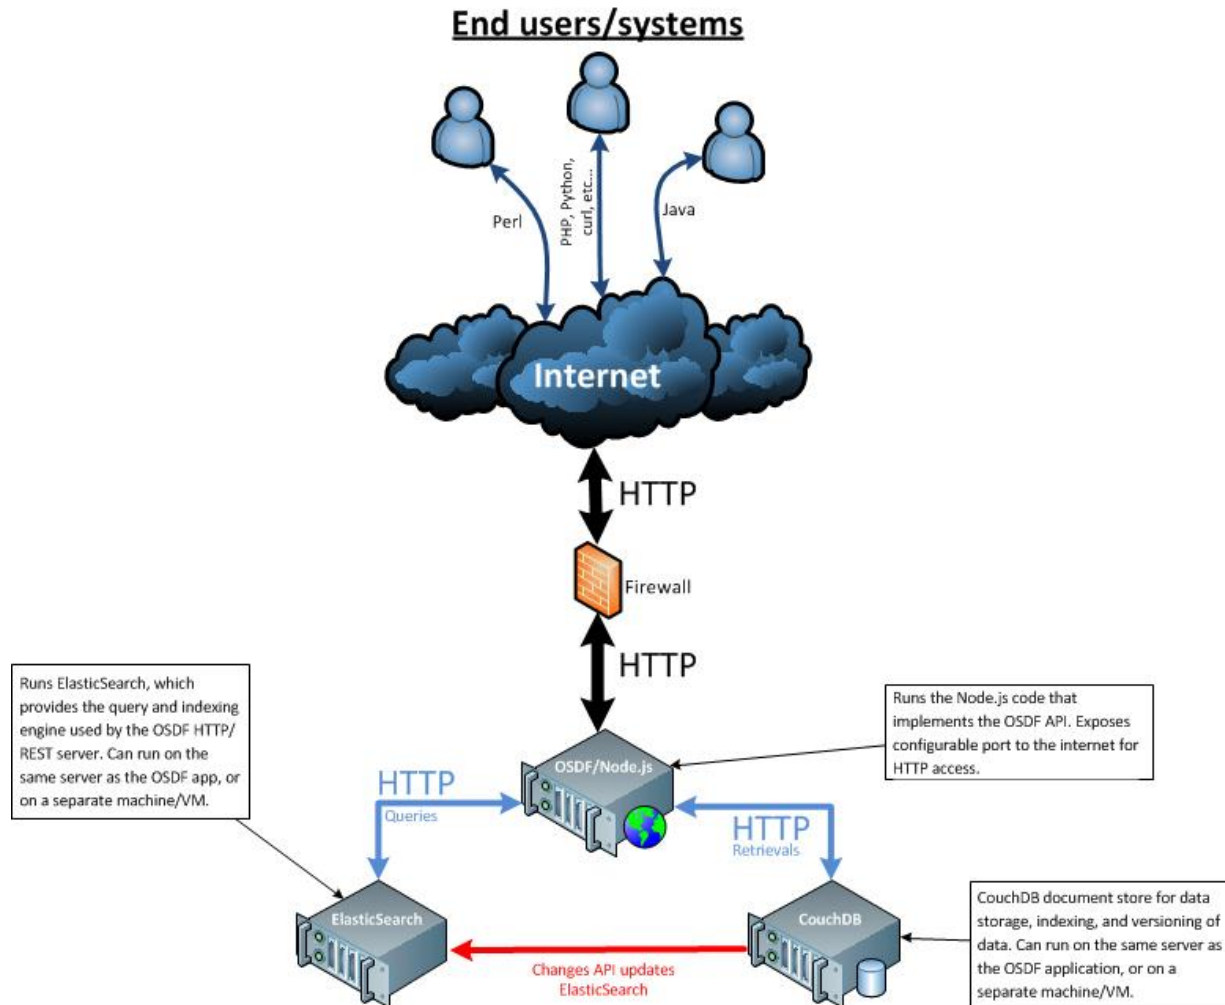 End users/systems
Perl
PHP, Python,
curl, etc...
Java
Internet
HTTP
Firewall
HTTP
Runs ElasticSearch, which
provides the query and indexing
engine used by the OSDF HTTP/
REST server. Can run on the
same server as the OSDF app, or
on a separate machine/VM.
Runs the Node.js code that
implements the OSDF API. Exposes
configurable port to the internet for
HTTP access.
OSDF/Node.js
HTTP
Queries
HTTP
Retrievals
ElasticSearch
CouchDB
Changes API updates
ElasticSearch
CouchDB document store for data
storage, indexing, and versioning of
data. Can run on the same server as
the OSDF application, or on a
separate machine/VM.